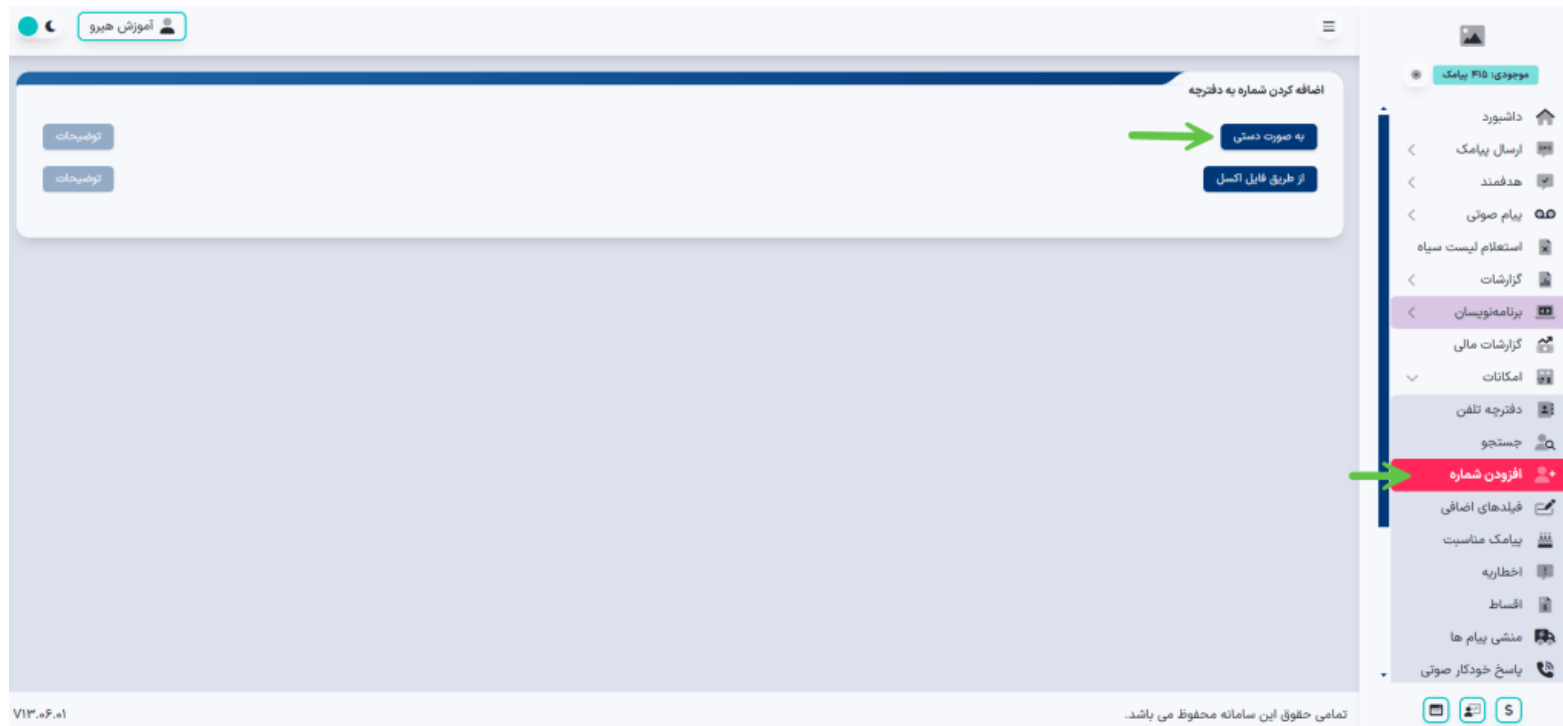 آموزش هیرو
موجودی: ۴۱۵ پیامک
داشبورد
ارسال پیامک
هدفمند
پیام صوتی
استعلام لیست سیاه
گزارشات
برنامه‌نویسان
گزارشات مالی
امکانات
دفترچه تلفن
جستجو
افزودن شماره
فیلدهای اضافی
پیامک مناسبت
اخطاریه
اقساط
منشی پیام ها
پاسخ خودکار صوتی
اضافه کردن شماره به دفترچه
به صورت دستی
توضیحات
از طریق فایل اکسل
توضیحات
تمامی حقوق این سامانه محفوظ می باشد.
V۱۳.۰۶.۰۱